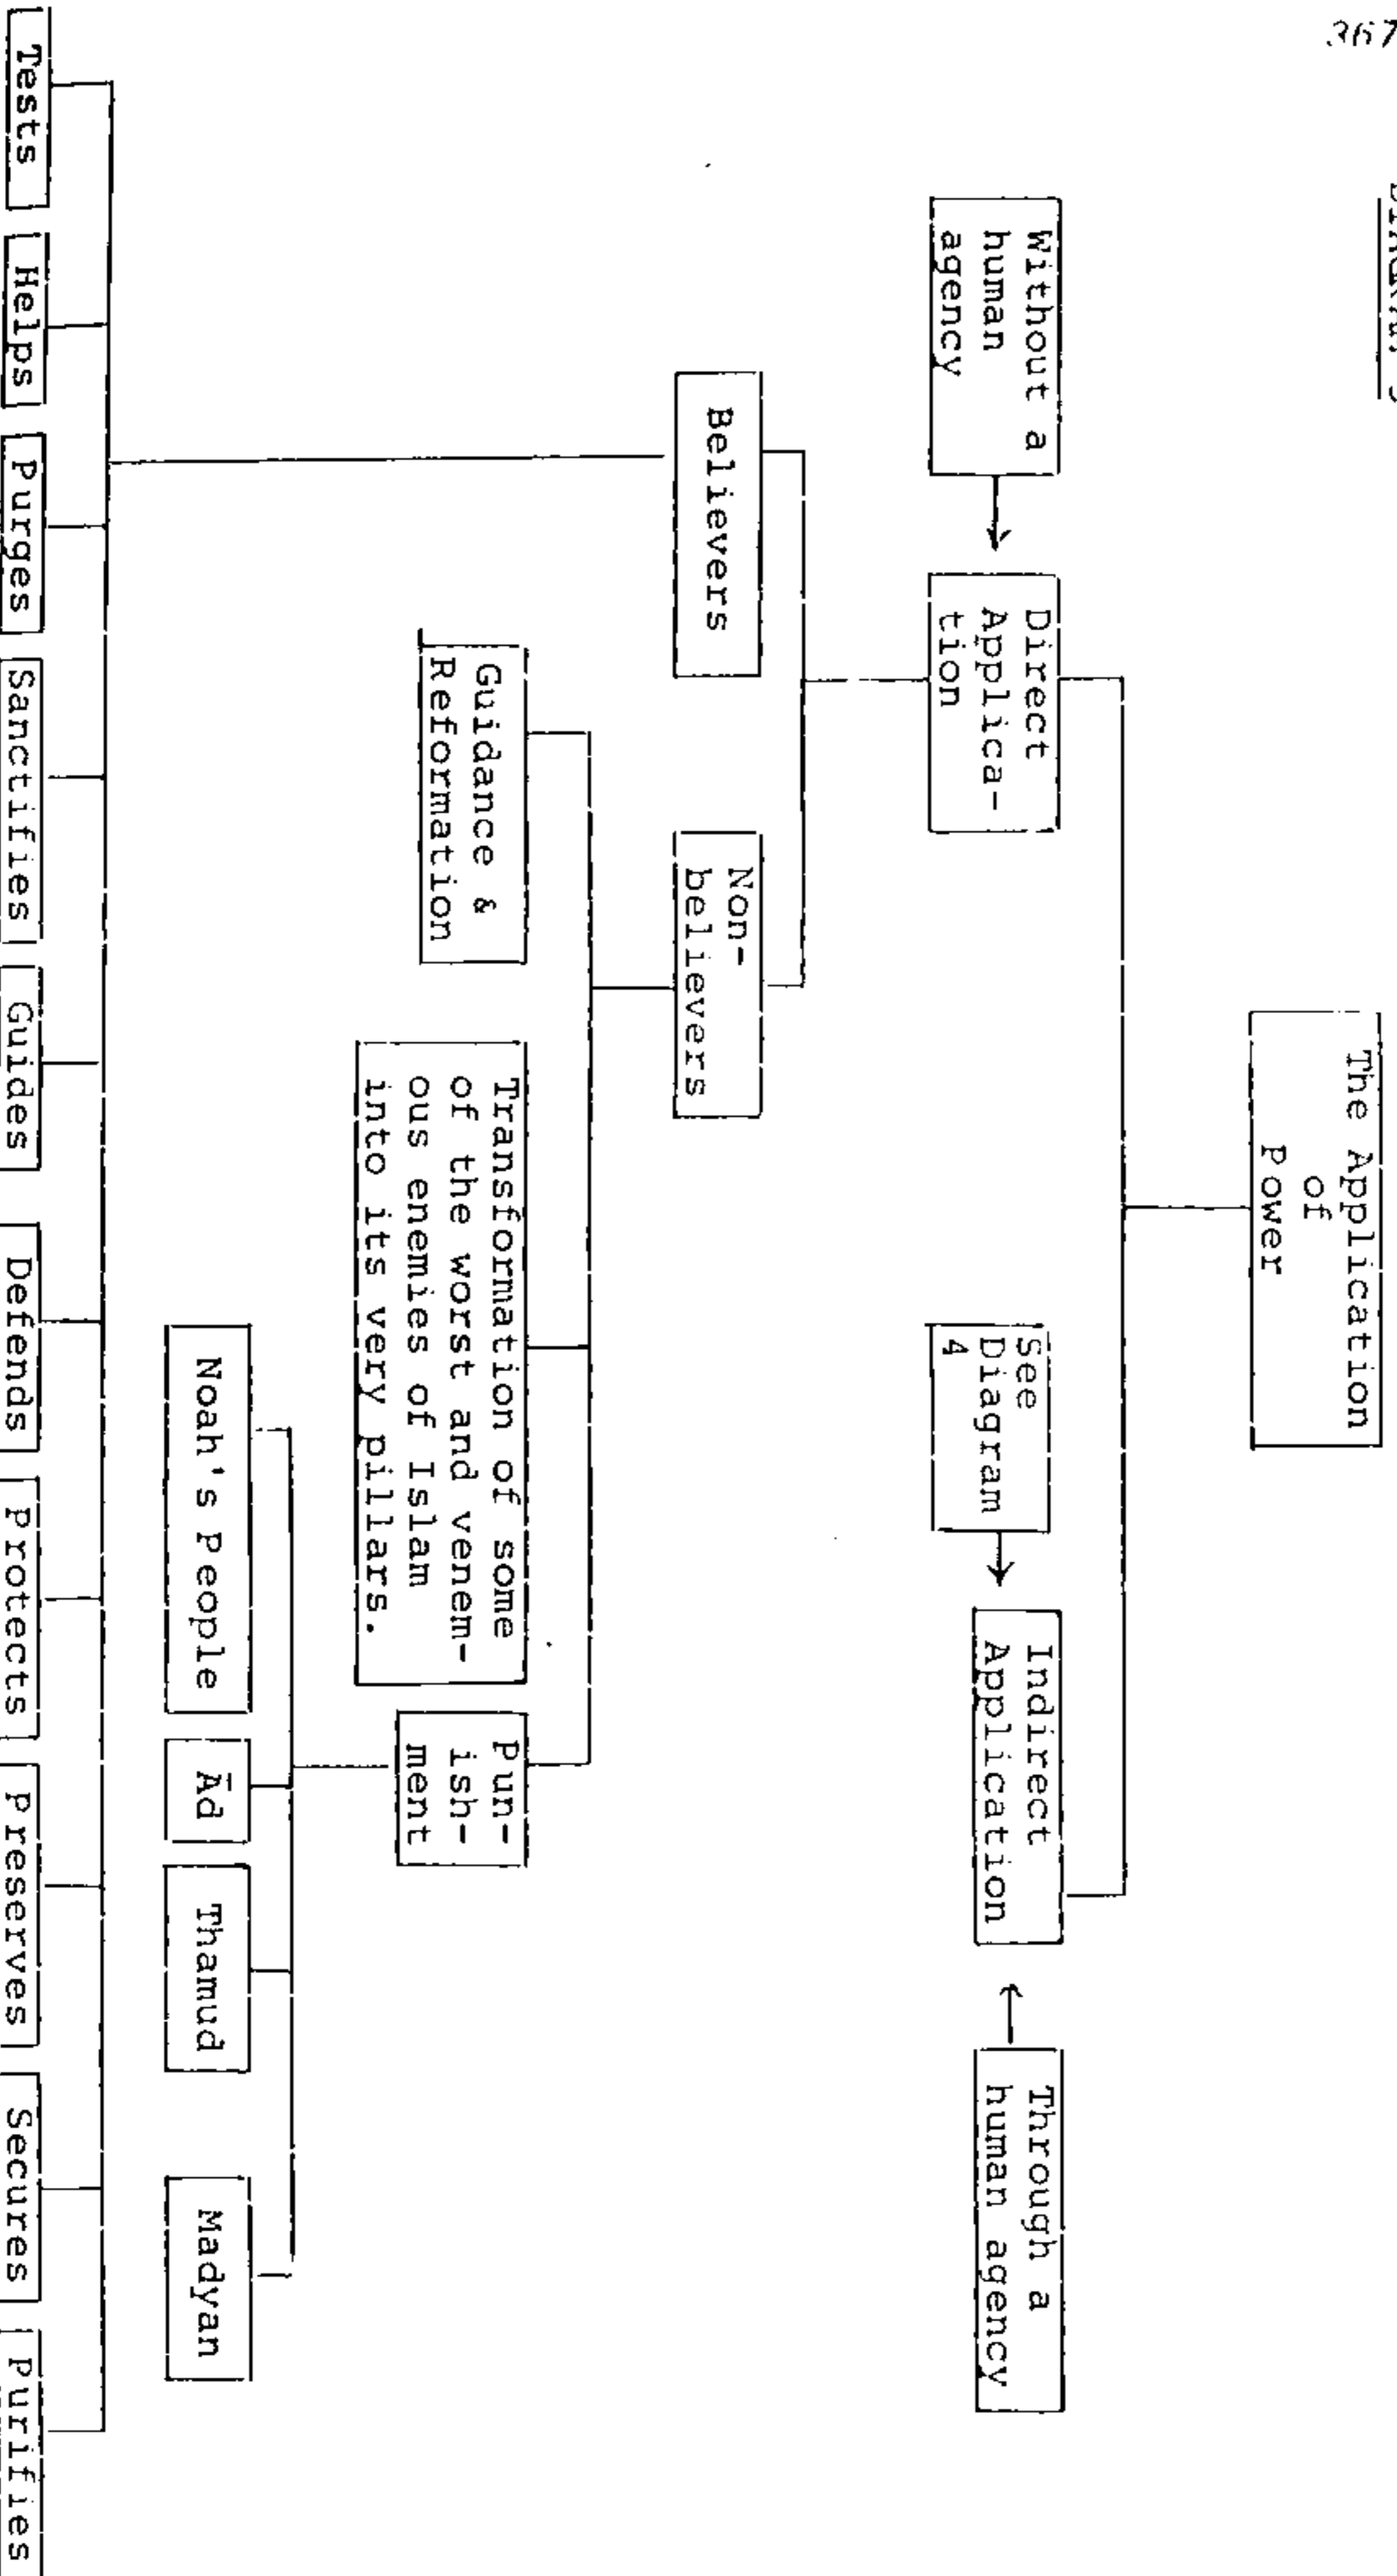 367
The Application
of
Power
Without a
human
agency
Direct
Applica-
tion
See
Diagram
4
Indirect
Application
Through a
human agency
Believers
Non-
believers
Guidance &
Reformation
Transformation of some
of the worst and venem-
ous enemies of Islam
into its very pillars.
Pun-
ish-
ment
Noah's People
Ād
Thamud
Madyan
Tests
Helps
Purges
Sanctifies
Guides
Defends
Protects
Preserves
Secures
Purifies